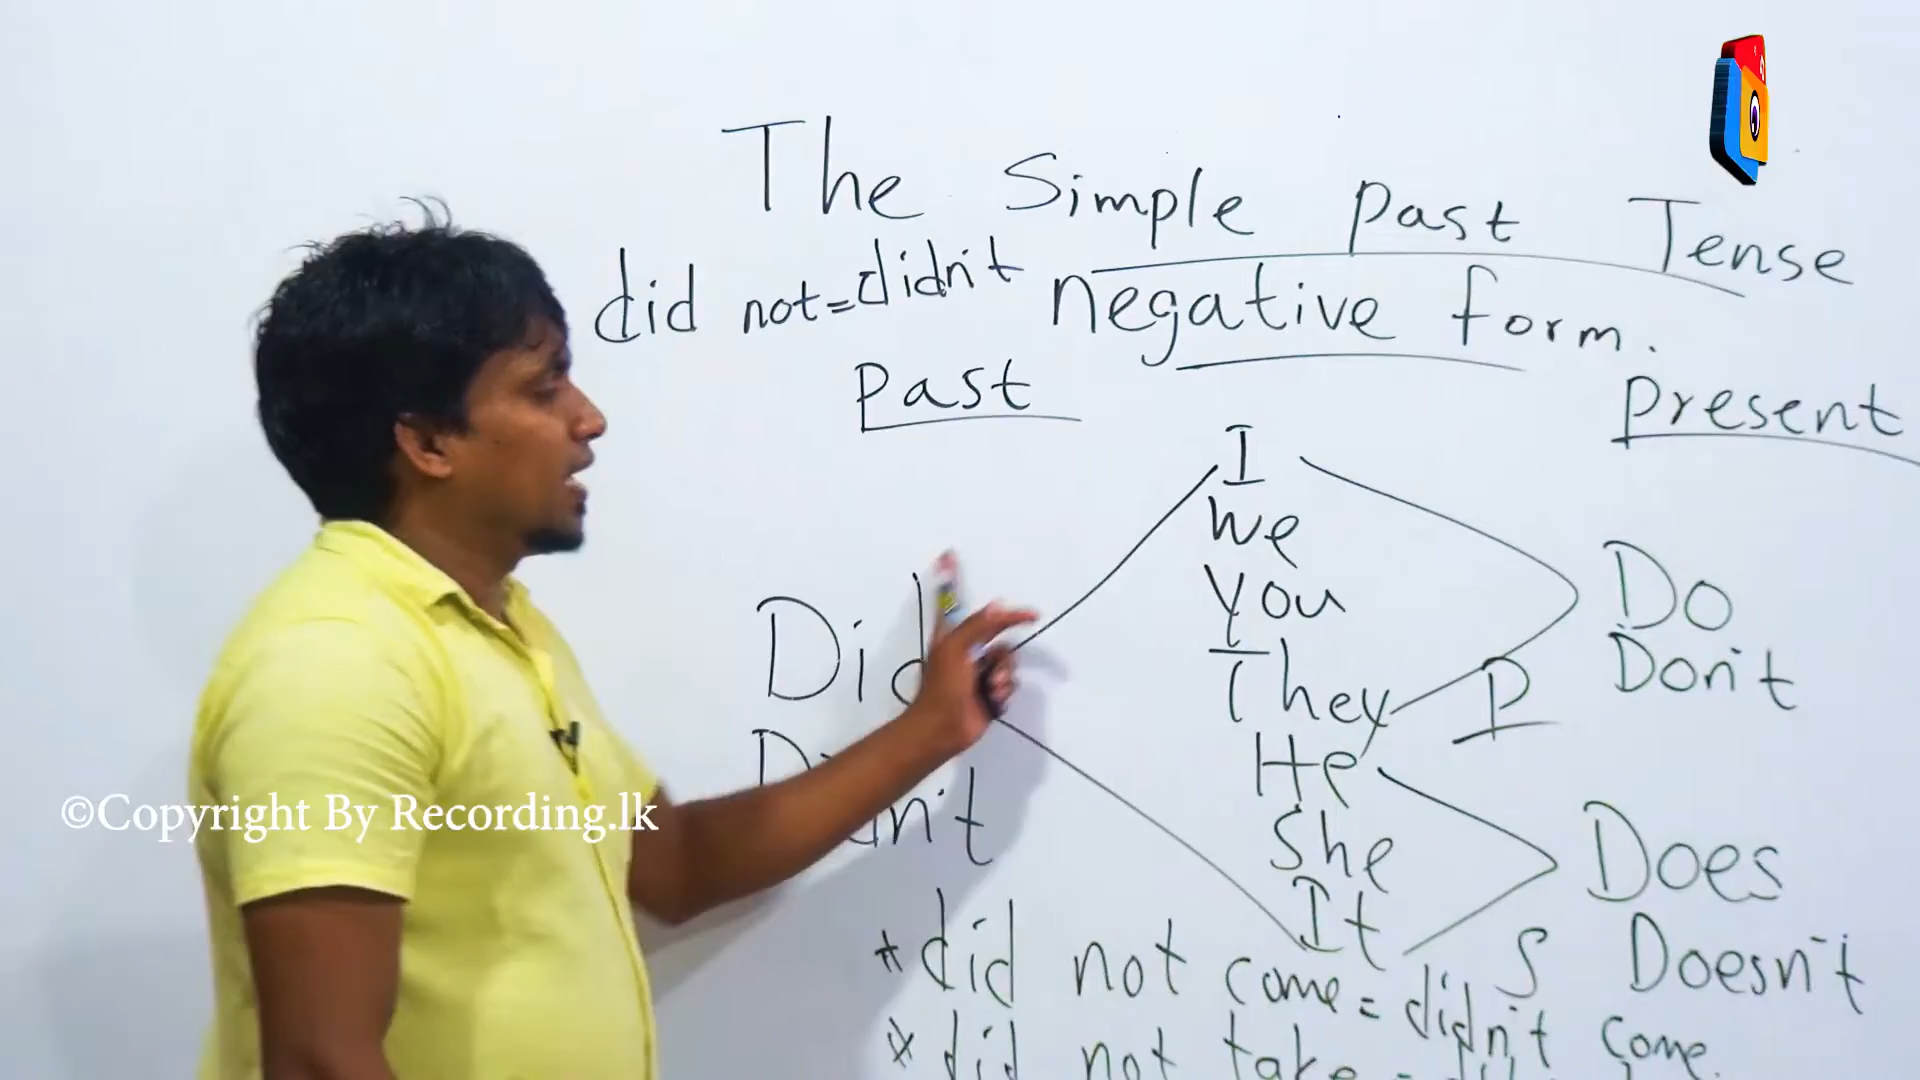 The Simple Past Tense
did not = didn't negative form.
Past
Present
I
We
You
They
He
She
It
Do
Don't
P
Does
Doesn't
S
Did
* did not come = didn't come.
* did not take =
©Copyright By Recording.lk